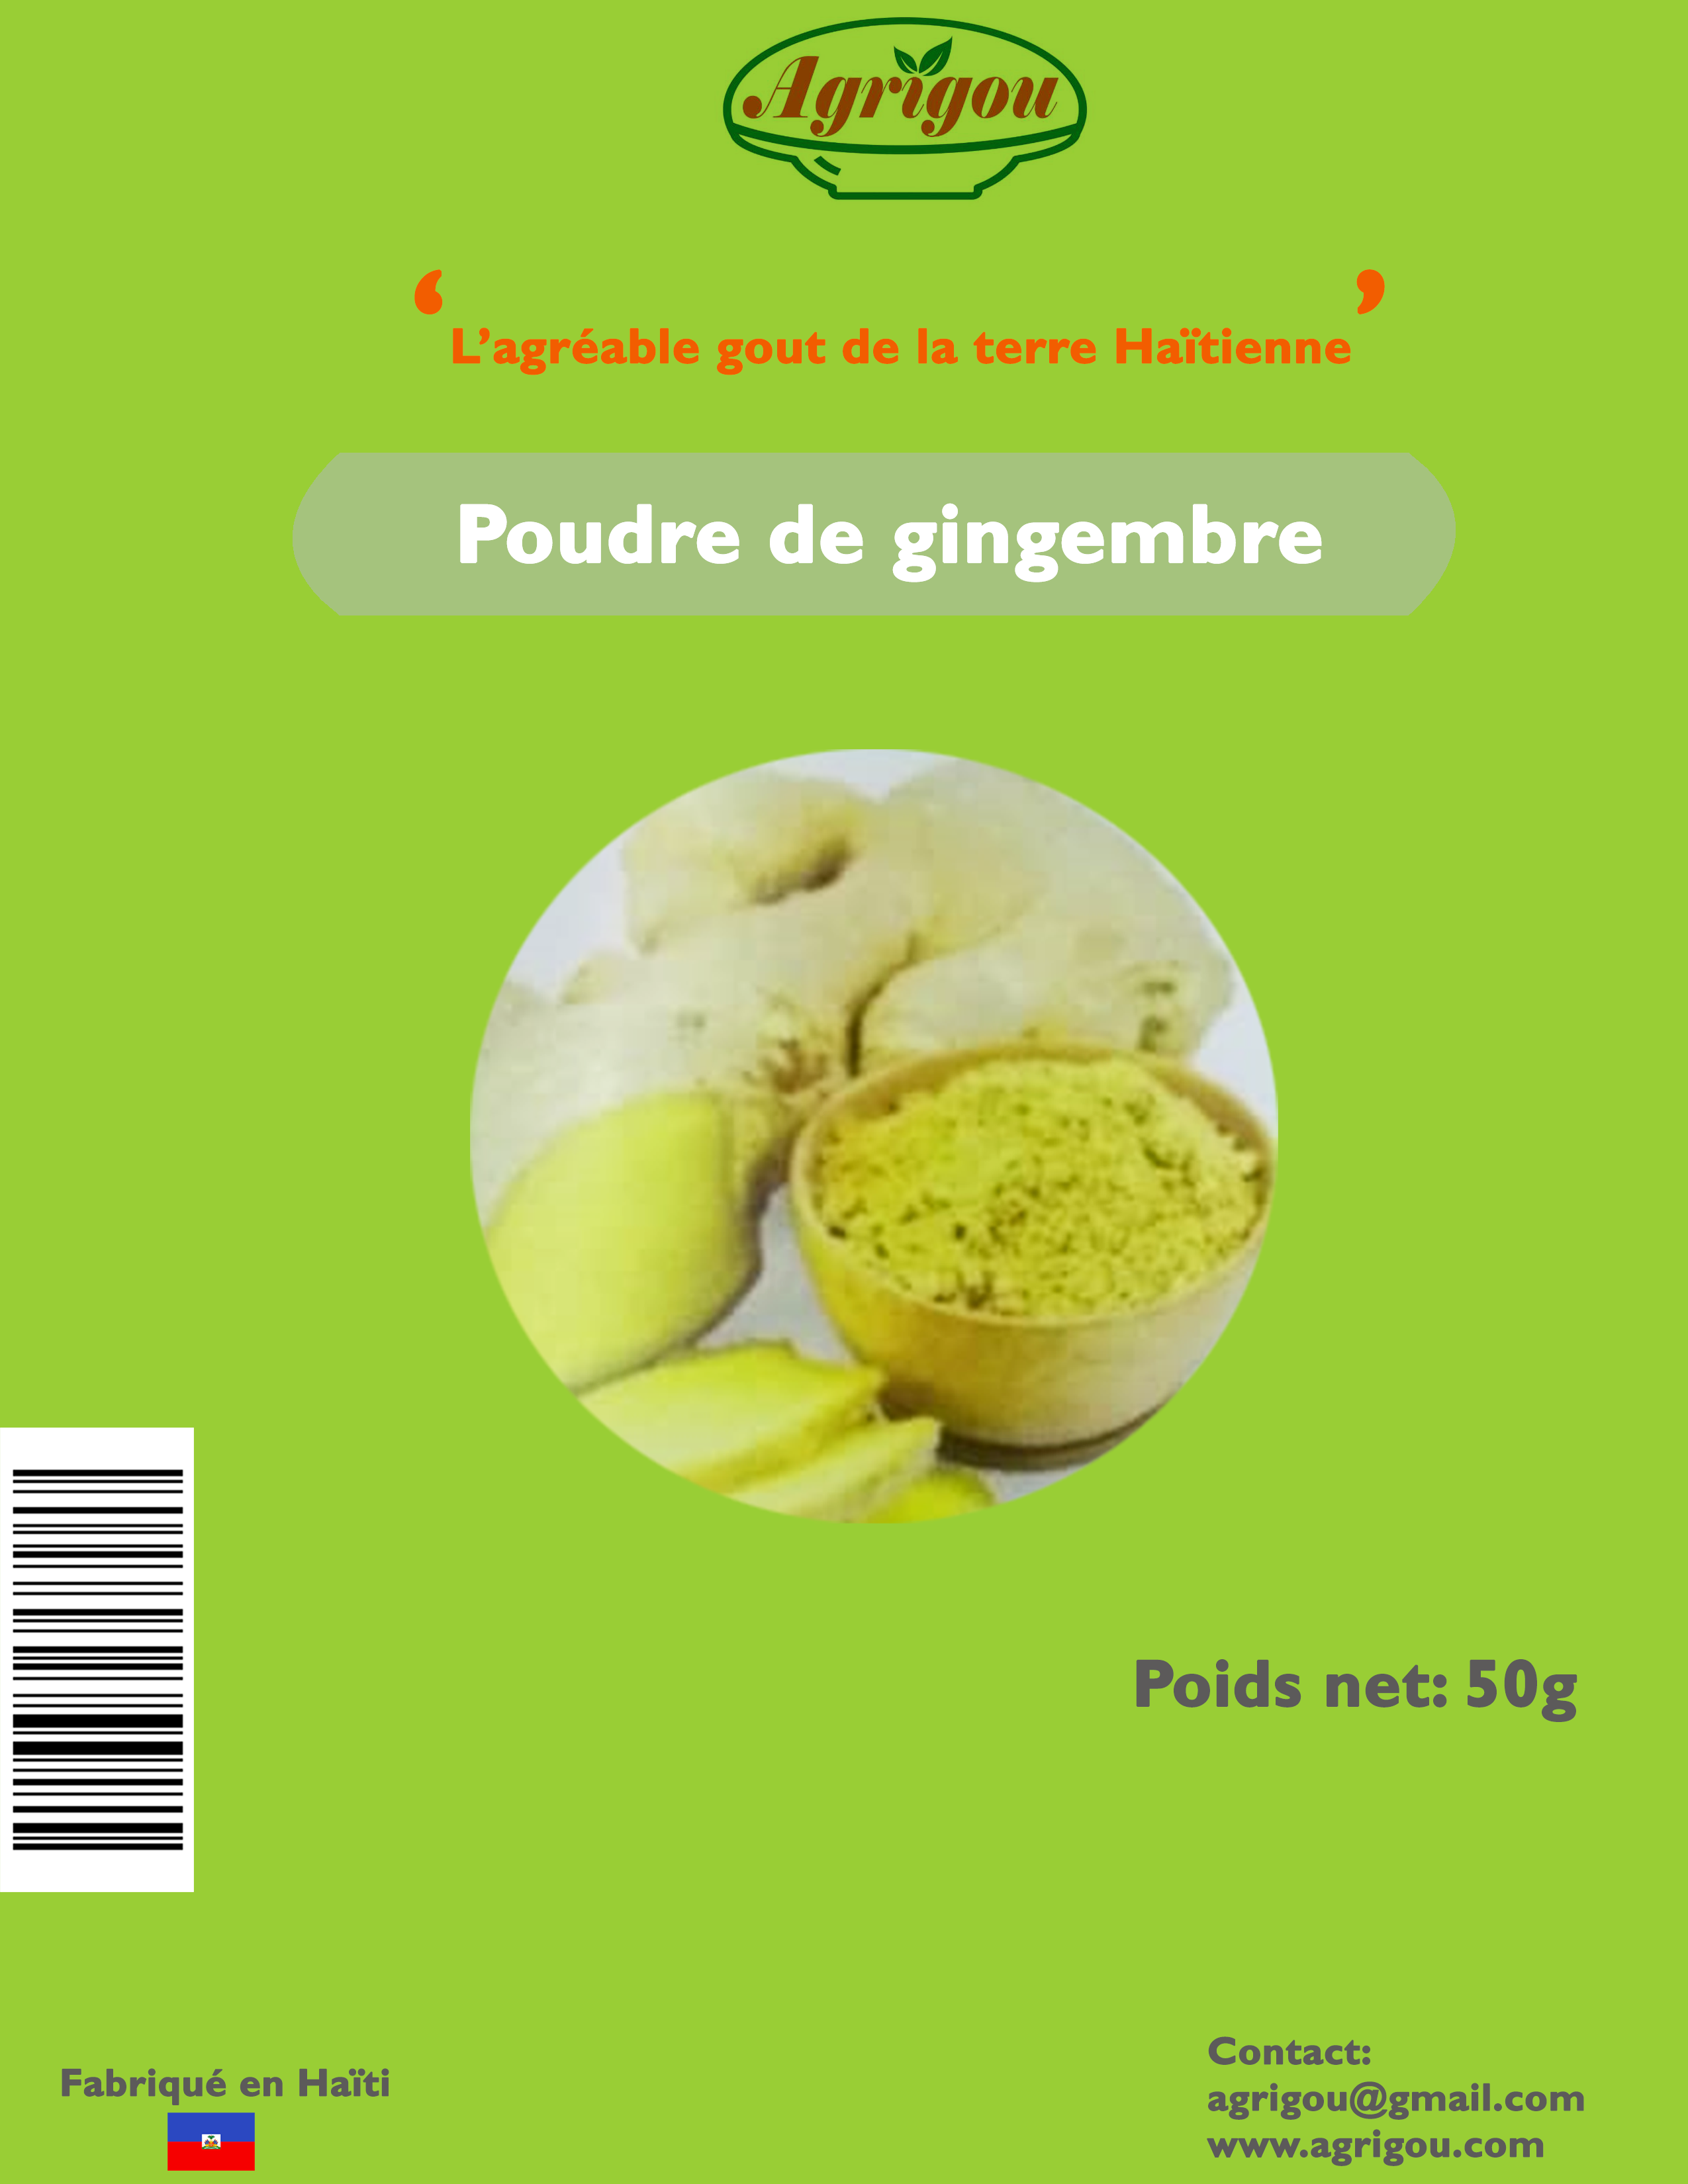 Agrigou
‘L’agréable gout de la terre Haïtienne’
Poudre de gingembre
Poids net: 50g
Fabriqué en Haïti
Contact:
agrigou@gmail.com
www.agrigou.com